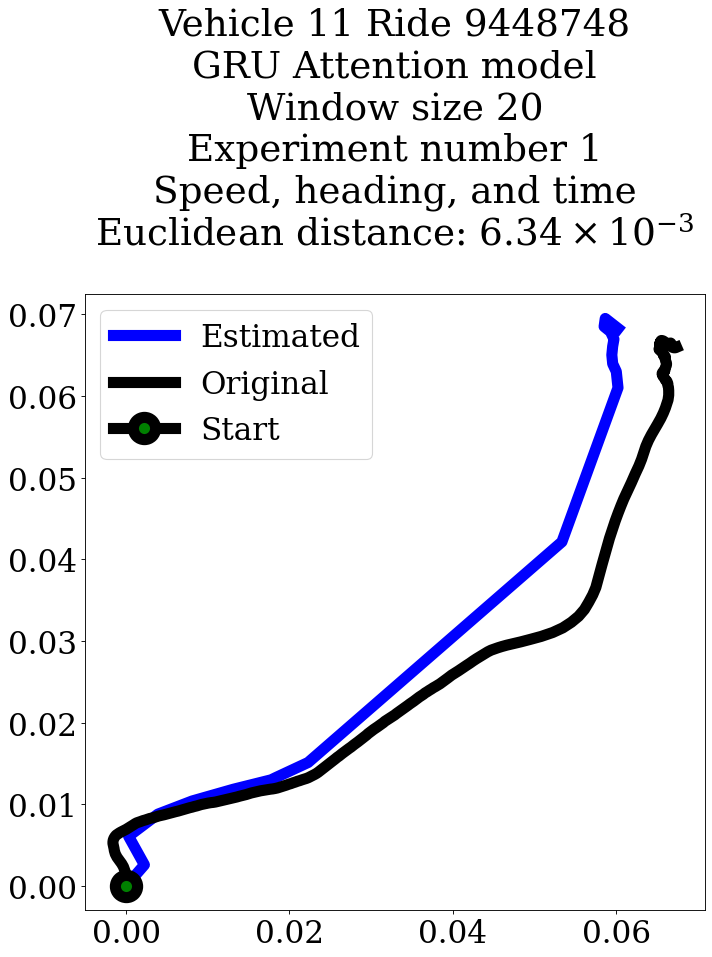 Vehicle 11 Ride 9448748
GRU Attention model
Window size 20
Experiment number 1
Speed, heading, and time
Euclidean distance: 6.34 × 10⁻³
Estimated
Original
Start
0.07
0.06
0.05
0.04
0.03
0.02
0.01
0.00
0.00 0.02 0.04 0.06